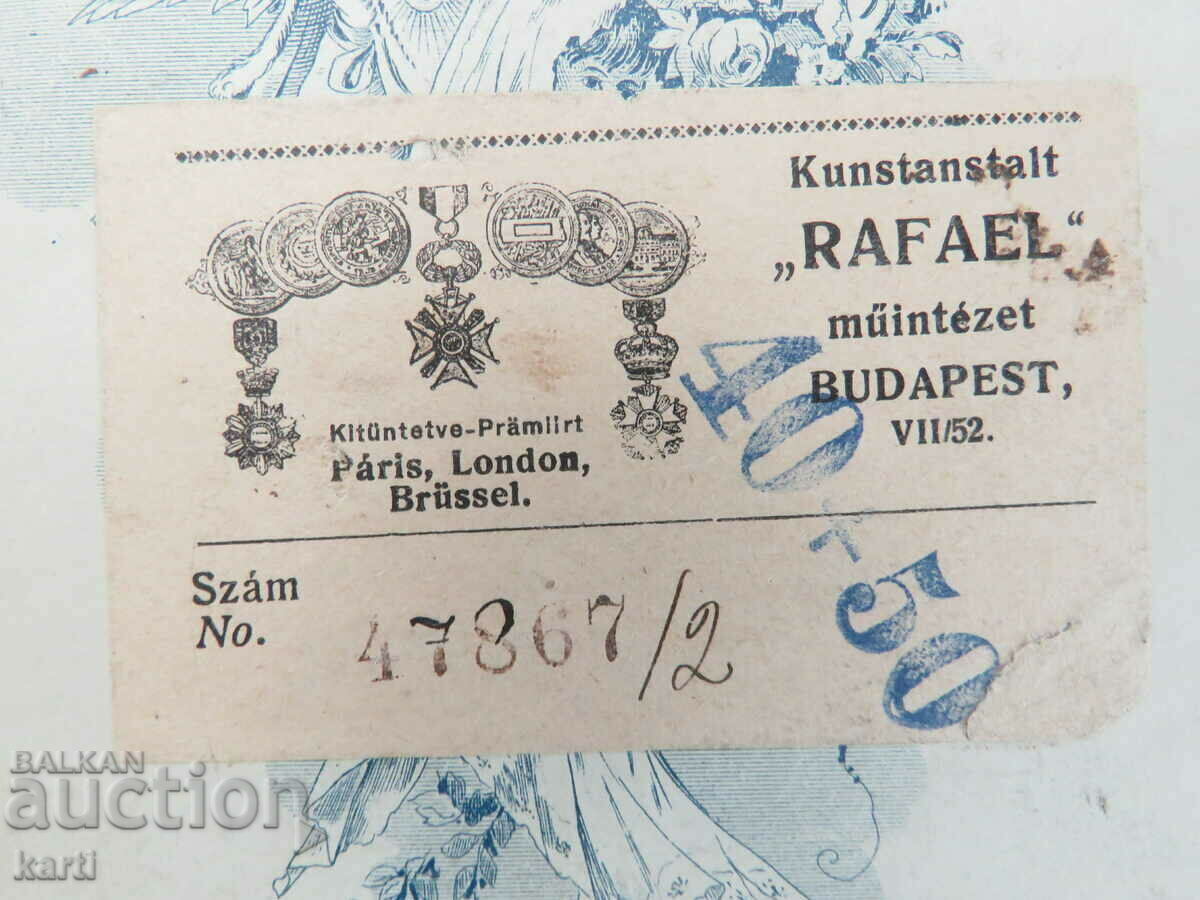 Kunstanstalt
„RAFAEL“
műintézet
BUDAPEST,
VII/52.
Kitüntetve-Prämiirt
Páris, London,
Brüssel.
40+50
Szám
No.
47867/2
BALKAN
auction
karti